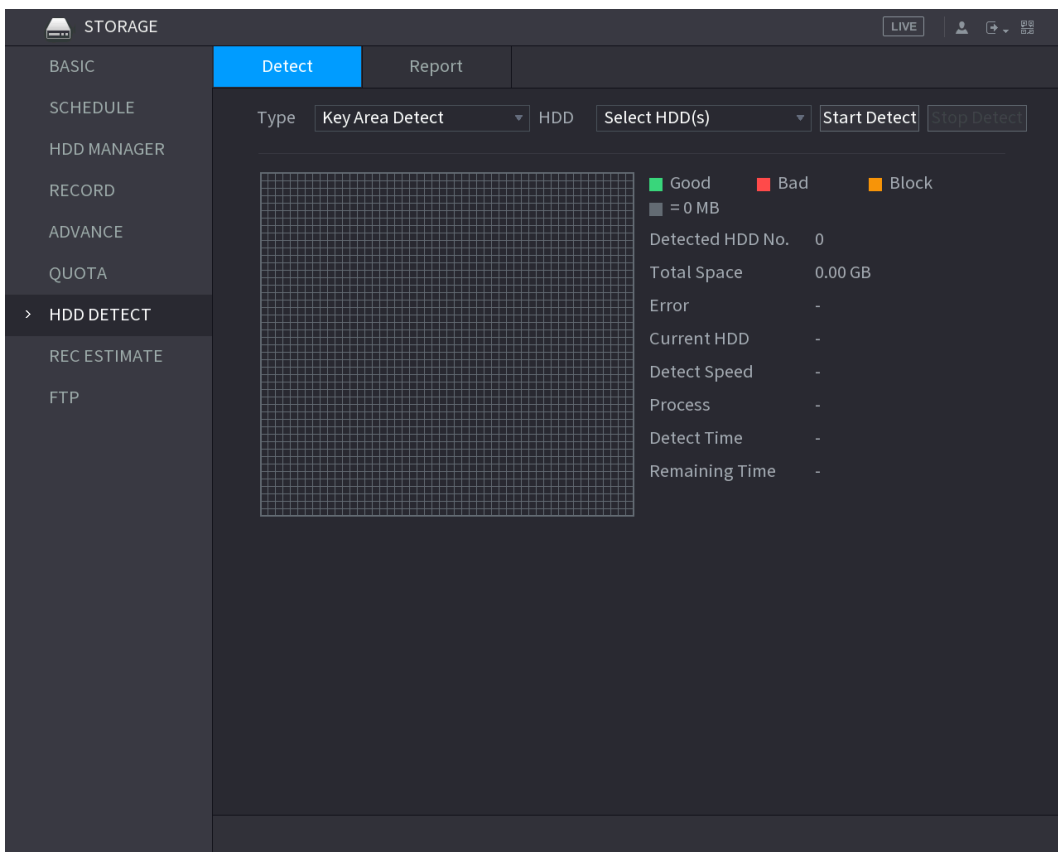 STORAGE LIVE
BASIC
SCHEDULE
HDD MANAGER
RECORD
ADVANCE
QUOTA
HDD DETECT
REC ESTIMATE
FTP
Detect Report
Type Key Area Detect HDD Select HDD(s) Start Detect Stop Detect
Good Bad Block
= 0 MB
Detected HDD No. 0
Total Space 0.00 GB
Error -
Current HDD -
Detect Speed -
Process -
Detect Time -
Remaining Time -